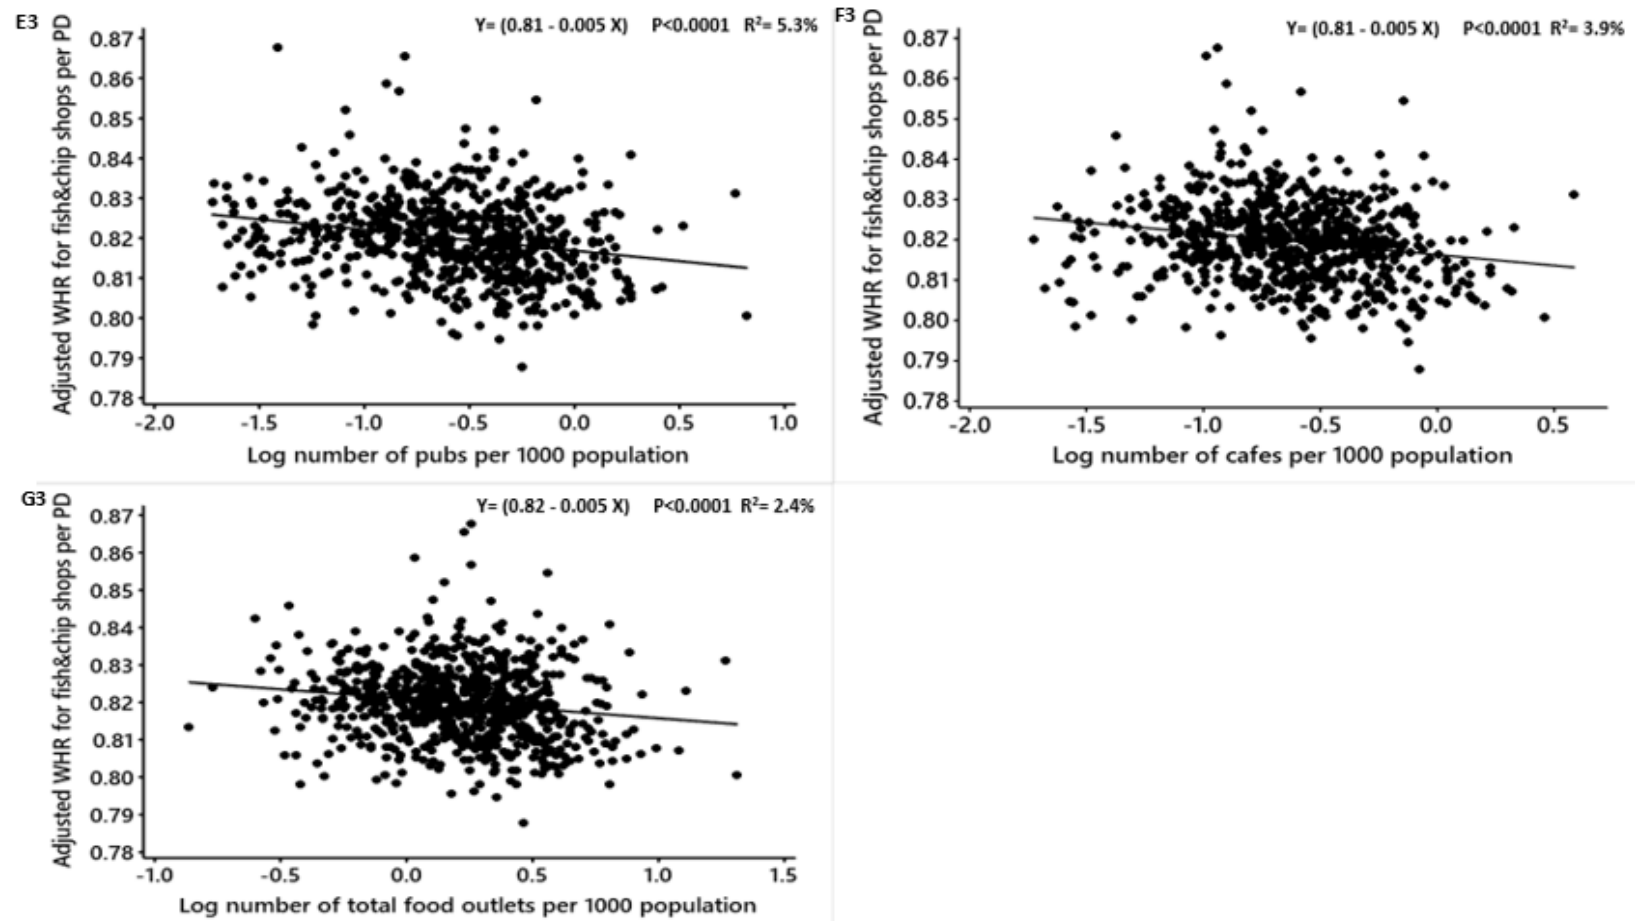 E3
Y= (0.81 - 0.005 X) P<0.0001 R²= 5.3%
Adjusted WHR for fish&chip shops per PD
0.87
0.86
0.85
0.84
0.83
0.82
0.81
0.80
0.79
0.78
-2.0 -1.5 -1.0 -0.5 0.0 0.5 1.0
Log number of pubs per 1000 population
F3
Y= (0.81 - 0.005 X) P<0.0001 R²= 3.9%
Adjusted WHR for fish&chip shops per PD
0.87
0.86
0.85
0.84
0.83
0.82
0.81
0.80
0.79
0.78
-2.0 -1.5 -1.0 -0.5 0.0 0.5
Log number of cafes per 1000 population
G3
Y= (0.82 - 0.005 X) P<0.0001 R²= 2.4%
Adjusted WHR for fish&chip shops per PD
0.87
0.86
0.85
0.84
0.83
0.82
0.81
0.80
0.79
0.78
-1.0 -0.5 0.0 0.5 1.0 1.5
Log number of total food outlets per 1000 population